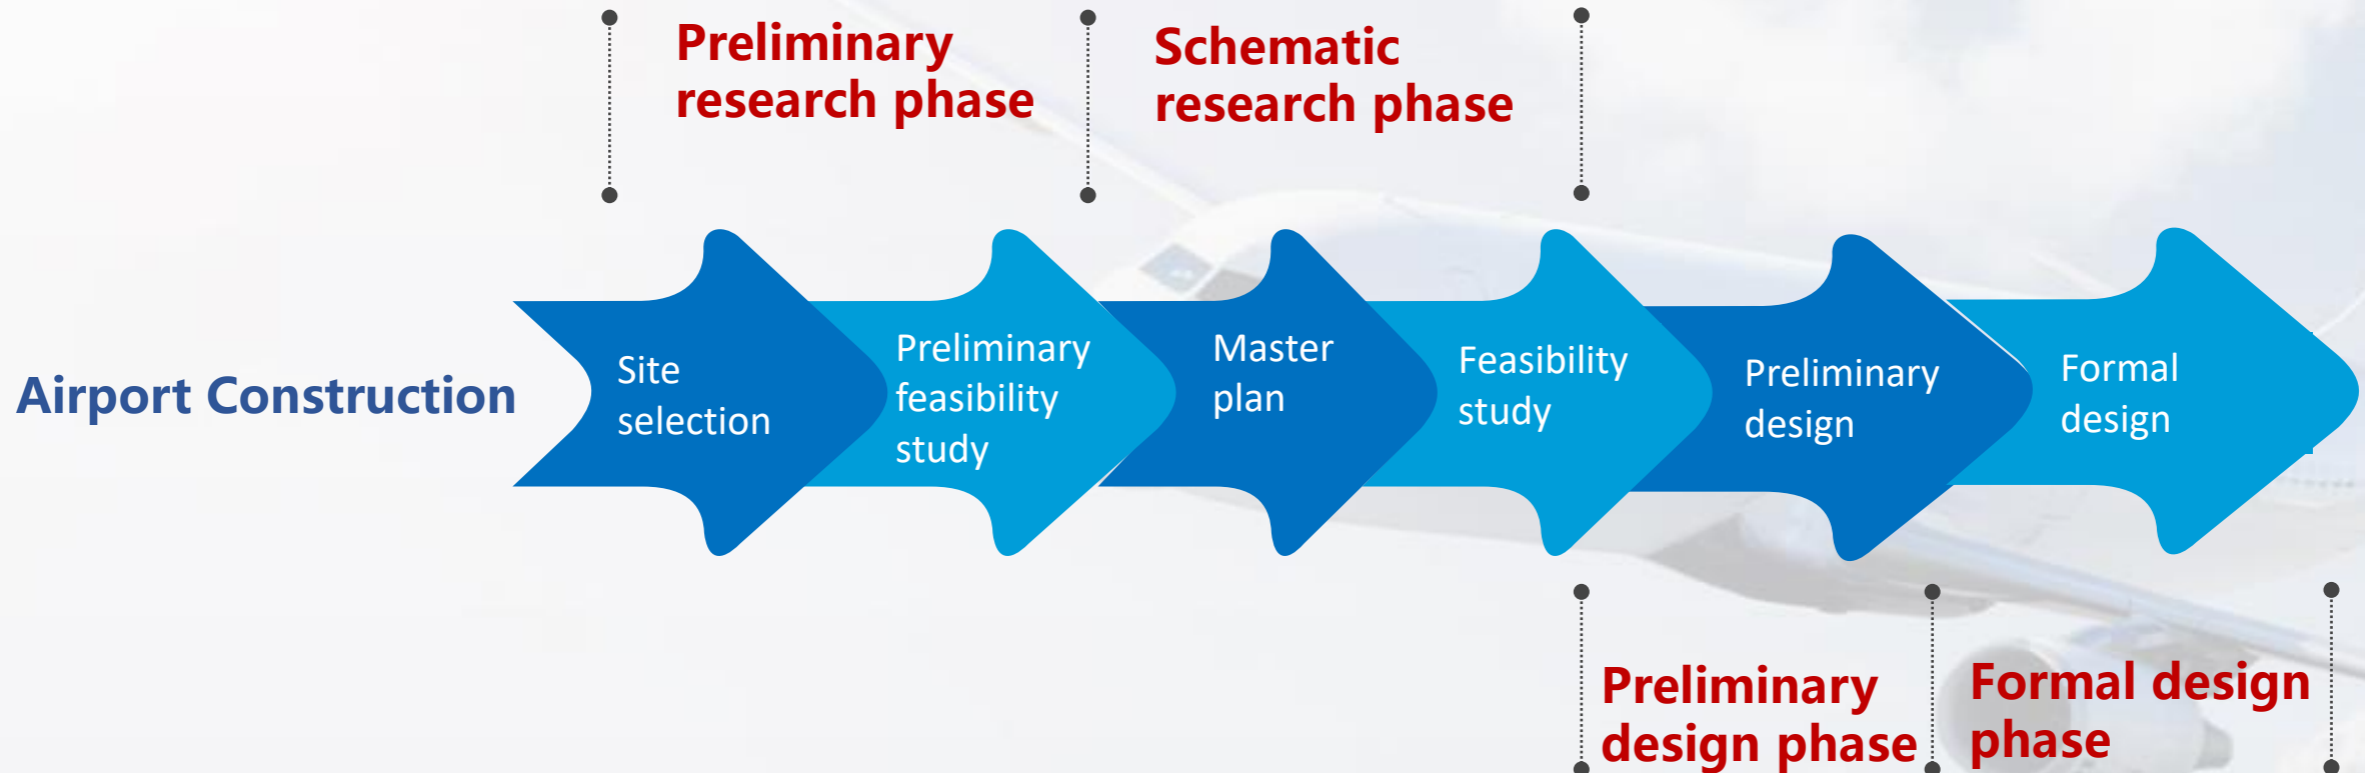 Preliminary
research phase
Schematic
research phase
Airport Construction
Site
selection
Preliminary
feasibility
study
Master
plan
Feasibility
study
Preliminary
design
Formal
design
Preliminary
design phase
Formal design
phase